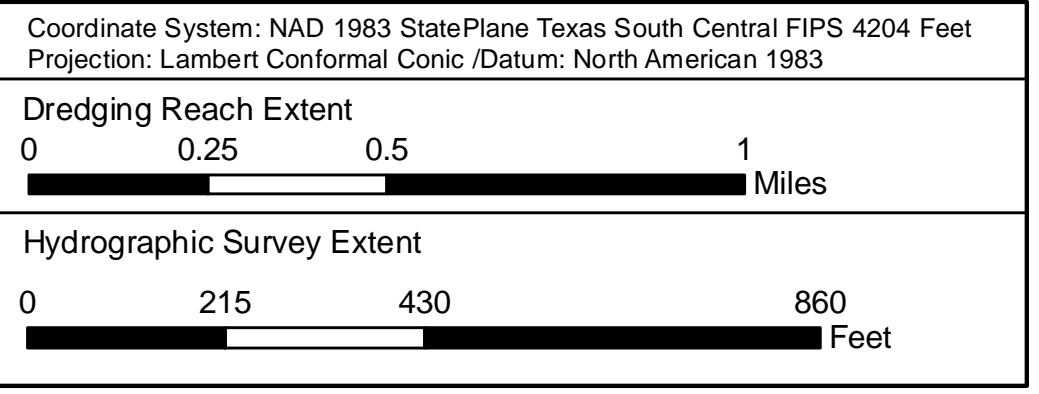 Coordinate System: NAD 1983 StatePlane Texas South Central FIPS 4204 Feet
Projection: Lambert Conformal Conic /Datum: North American 1983
Dredging Reach Extent
0 0.25 0.5 1
Miles
Hydrographic Survey Extent
0 215 430 860
Feet